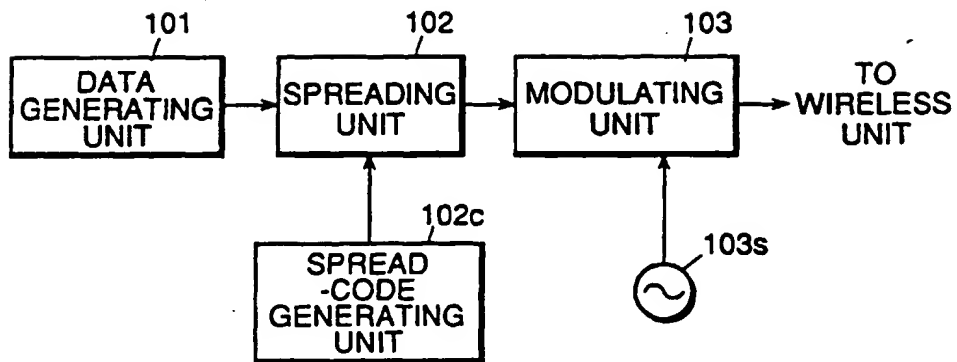 101
DATA
GENERATING
UNIT
102
SPREADING
UNIT
103
MODULATING
UNIT
TO
WIRELESS
UNIT
102c
SPREAD
-CODE
GENERATING
UNIT
103s